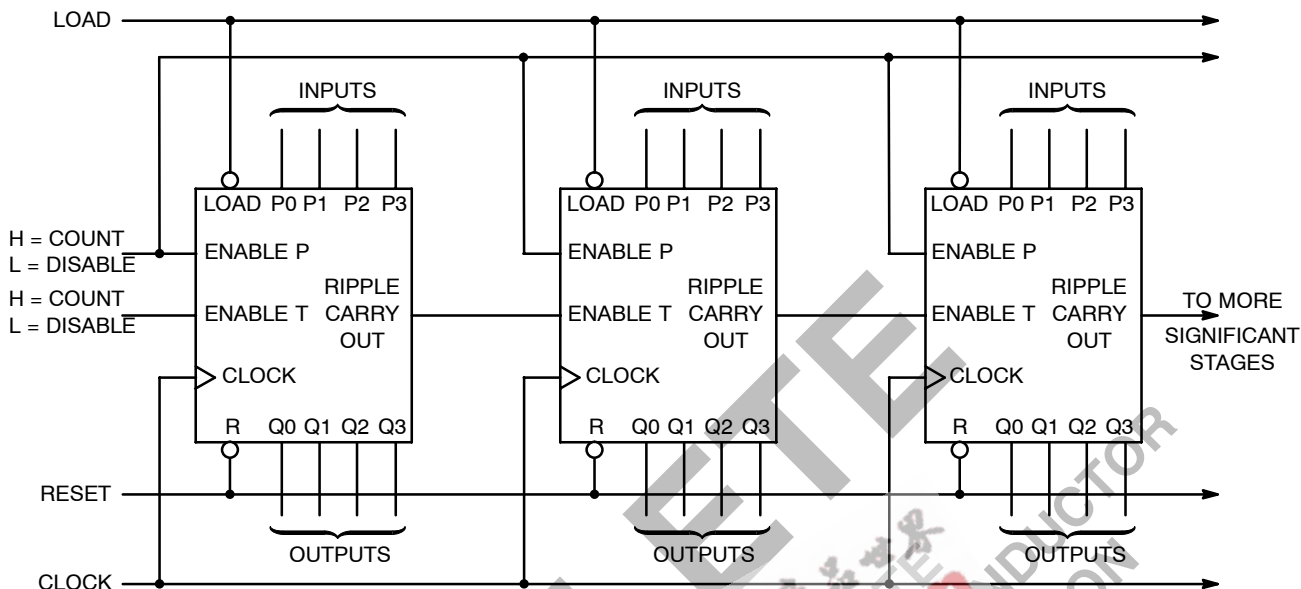 LOAD
INPUTS
INPUTS
INPUTS
LOAD P0 P1 P2 P3
LOAD P0 P1 P2 P3
LOAD P0 P1 P2 P3
H = COUNT
L = DISABLE
ENABLE P
ENABLE P
ENABLE P
H = COUNT
L = DISABLE
ENABLE T
RIPPLE
CARRY
OUT
ENABLE T
RIPPLE
CARRY
OUT
ENABLE T
RIPPLE
CARRY
OUT
TO MORE
SIGNIFICANT
STAGES
CLOCK
CLOCK
CLOCK
R Q0 Q1 Q2 Q3
R Q0 Q1 Q2 Q3
R Q0 Q1 Q2 Q3
RESET
OUTPUTS
OUTPUTS
OUTPUTS
CLOCK